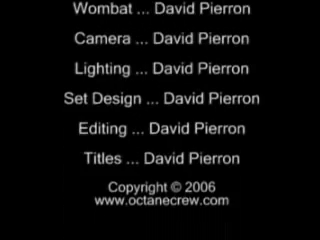 Wombat ... David Pierron
Camera ... David Pierron
Lighting ... David Pierron
Set Design ... David Pierron
Editing ... David Pierron
Titles ... David Pierron
Copyright © 2006
www.octanecrew.com